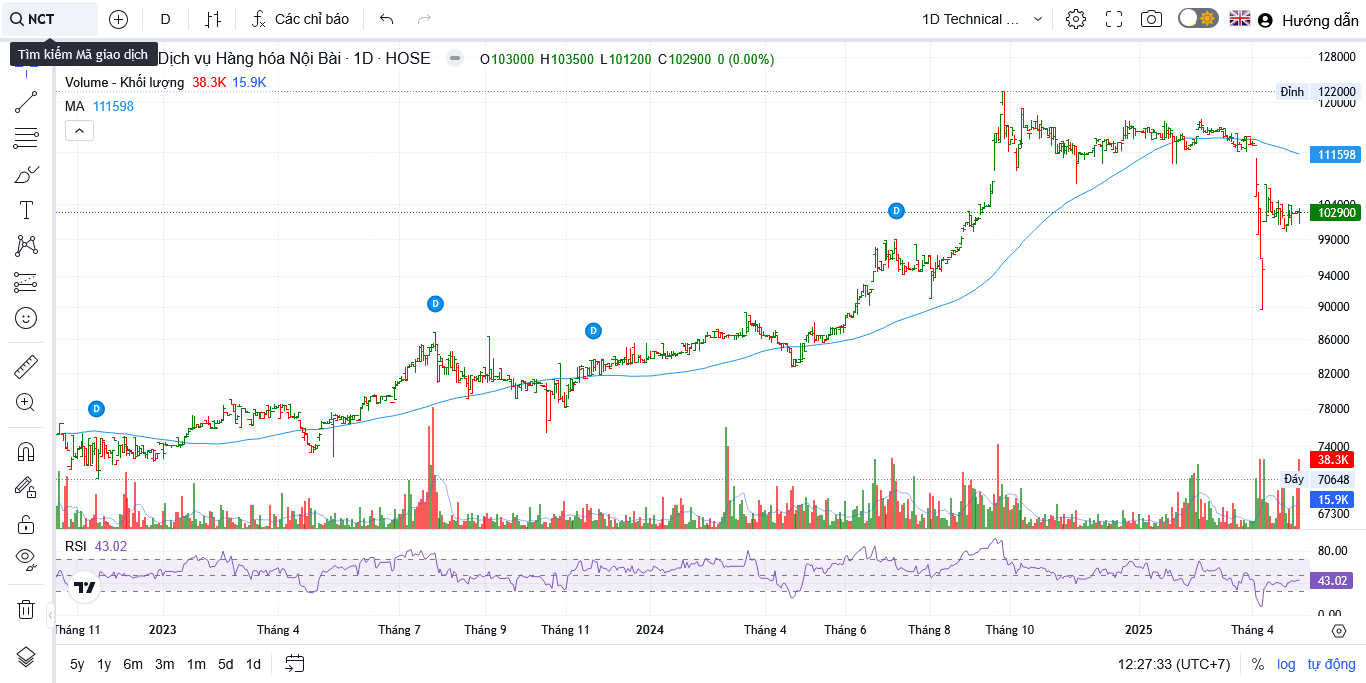 NCT
D
Các chỉ báo
1D Technical ...
Hướng dẫn
Tìm kiếm Mã giao dịch
Dịch vụ Hàng hóa Nội Bài · 1D · HOSE
O103000 H103500 L101200 C102900 0 (0.00%)
Volume - Khối lượng 38.3K 15.9K
MA 111598
128000
Đỉnh 122000
120000
111598
104000
102900
99000
94000
90000
86000
82000
78000
74000
38.3K
Đáy 70648
15.9K
67300
D
D
D
D
RSI 43.02
80.00
43.02
0.00
Tháng 11 2023 Tháng 4 Tháng 7 Tháng 9 Tháng 11 2024 Tháng 4 Tháng 6 Tháng 8 Tháng 10 2025 Tháng 4
5y 1y 6m 3m 1m 5d 1d
12:27:33 (UTC+7) % log tự động